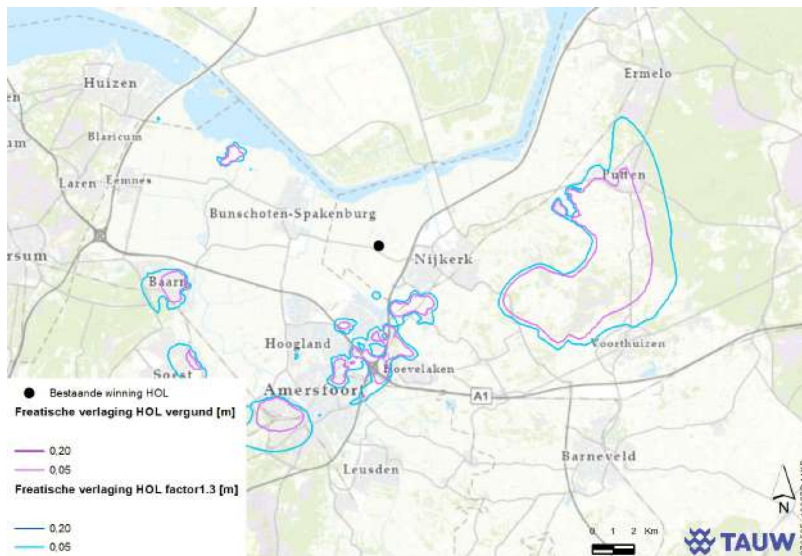 Ermelo
Huizen
Blaricum
Laren
Eemnes
Putten
Bunschoten-Spakenburg
ersum
Nijkerk
Baarn
Hoogland
Voorthuizen
Soest
Hoevelaken
Amersfoort
A1
Barneveld
Leusden
Bestaande winning HOL
Freatische verlaging HOL vergund [m]
0,20
0,05
Freatische verlaging HOL factor1.3 [m]
0,20
0,05
N
0 1 2 Km
TAUW